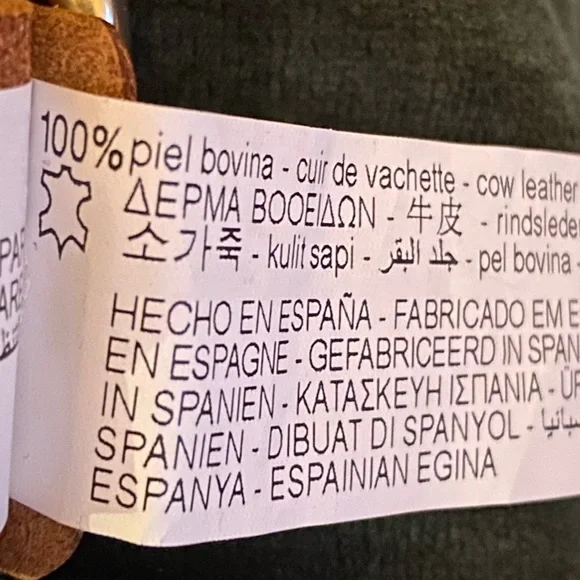 100% piel bovina - cuir de vachette - cow leather
ΔΕΡΜΑ ΒΟΟΕΙΔΩΝ - 牛皮 - rindslede
소가죽 - kulit sapi - جلد البقر - pel bovina -
HECHO EN ESPAÑA - FABRICADO EM E
EN ESPAGNE - GEFABRICEERD IN SPAN
IN SPANIEN - ΚΑΤΑΣΚΕΥΗ ΙΣΠΑΝΙΑ - ÜR
SPANIEN - DIBUAT DI SPANYOL -
ESPANYA - ESPAINIAN EGINA